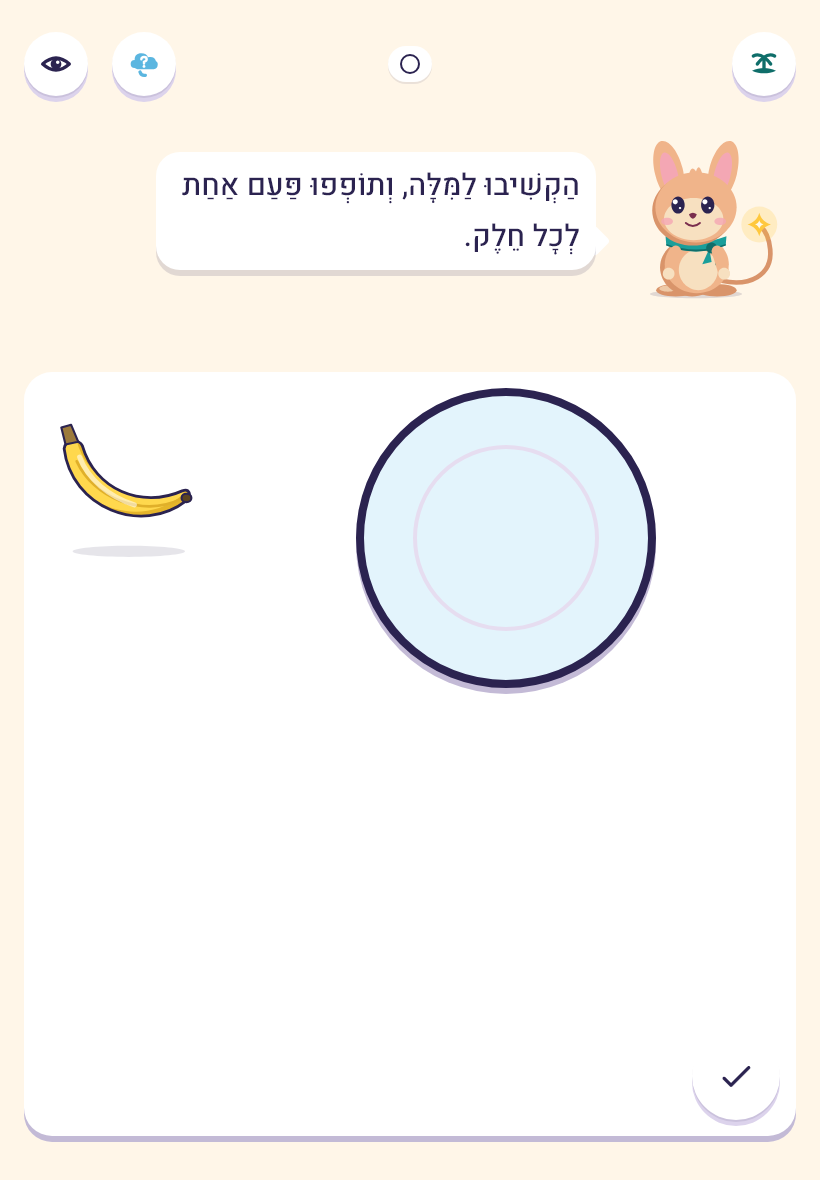 הַקְשִׁיבוּ לַמִּלָּה, וְתוֹפְפוּ פַּעַם אַחַת
לְכָל חֵלֶק.